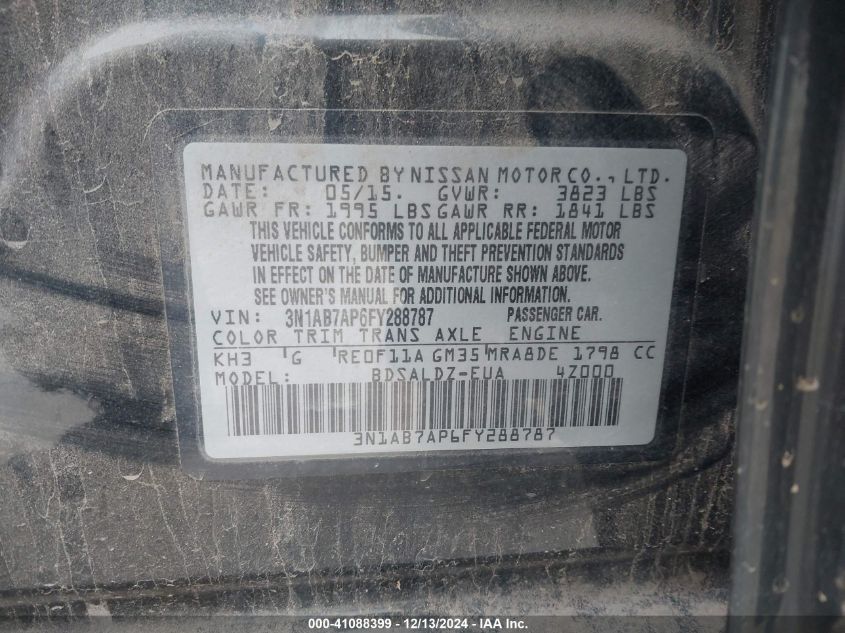 MANUFACTURED BY NISSAN MOTOR CO., LTD.
DATE: 05/15. GVWR: 3823 LBS
GAWR FR: 1995 LBS GAWR RR: 1841 LBS
THIS VEHICLE CONFORMS TO ALL APPLICABLE FEDERAL MOTOR
VEHICLE SAFETY, BUMPER AND THEFT PREVENTION STANDARDS
IN EFFECT ON THE DATE OF MANUFACTURE SHOWN ABOVE.
SEE OWNER'S MANUAL FOR ADDITIONAL INFORMATION.
VIN: 3N1AB7AP6FY288787 PASSENGER CAR.
COLOR TRIM TRANS AXLE ENGINE
KH3 'G 'RE0F11A GM35'MRA8DE 1798 CC
MODEL: BDSALDZ-EUA 4Z000
3N1AB7AP6FY288787
000-41088399 - 12/13/2024 - IAAI.COM